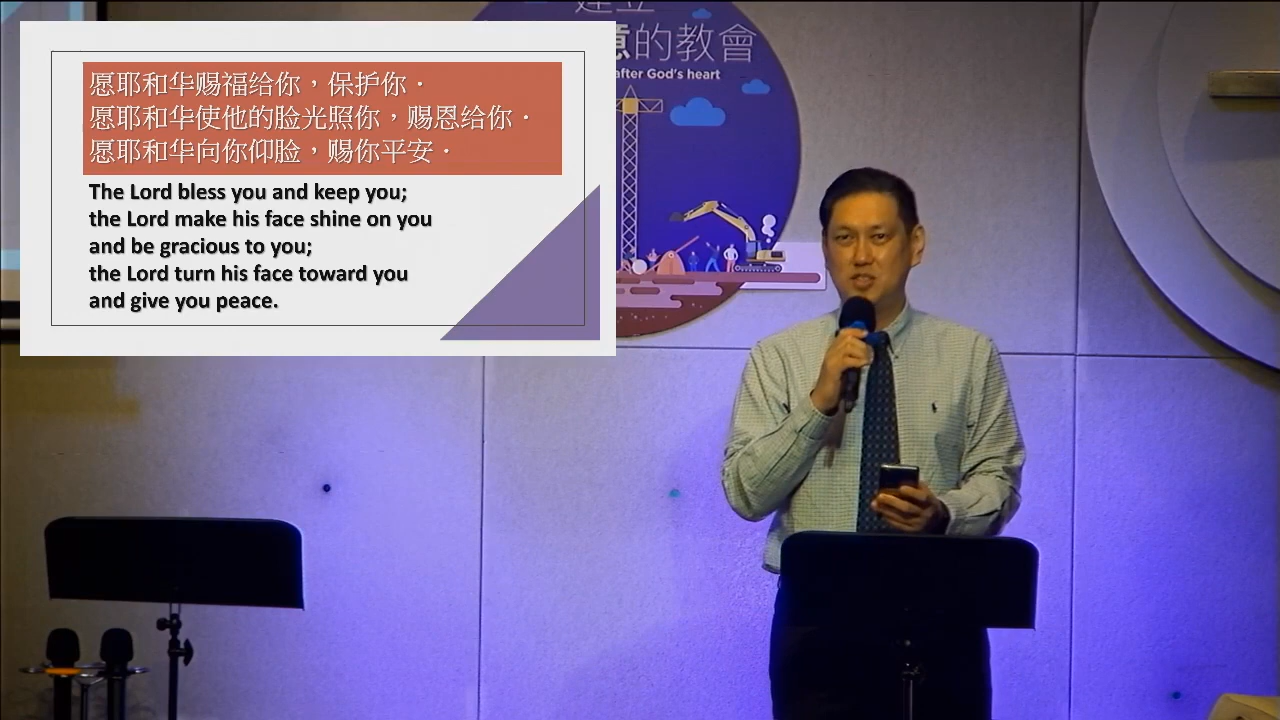 愿耶和华赐福给你，保护你．
愿耶和华使他的脸光照你，赐恩给你．
愿耶和华向你仰脸，赐你平安．
The Lord bless you and keep you;
the Lord make his face shine on you
and be gracious to you;
the Lord turn his face toward you
and give you peace.
建立
意的教會
after God's heart